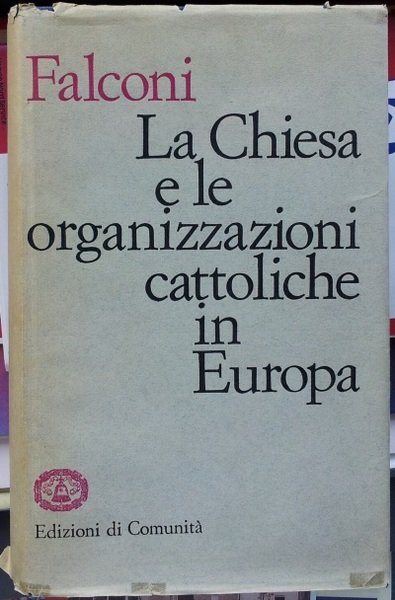 Falconi
La Chiesa
e le
organizzazioni
cattoliche
in
Europa
Edizioni di Comunità